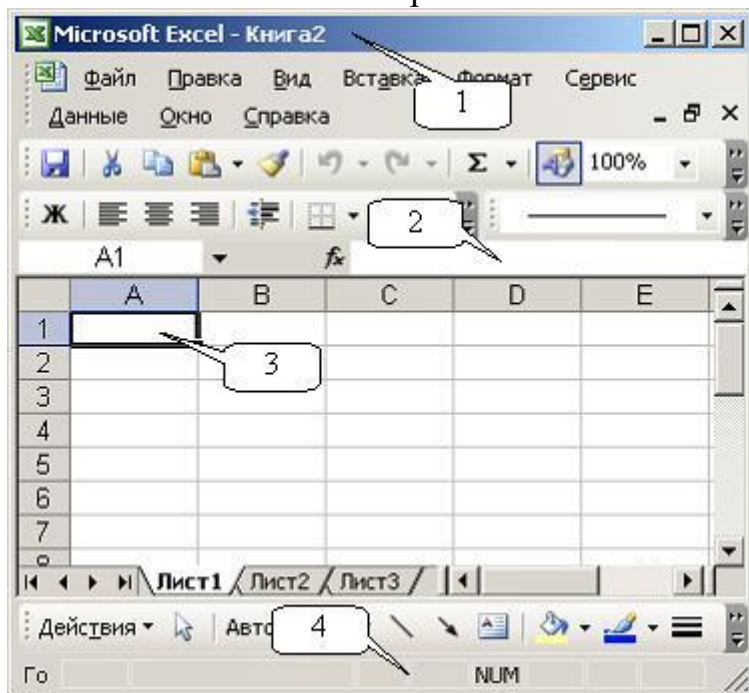 Microsoft Excel - Книга2
Файл Правка Вид Вставка Формат Сервис
1
Данные Окно Справка
Σ 100%
Ж
2
A1 fx
A B C D E
1
2 3
3
4
5
6
7
Лист1 Лист2 Лист3
Действия Авто 4
Го NUM